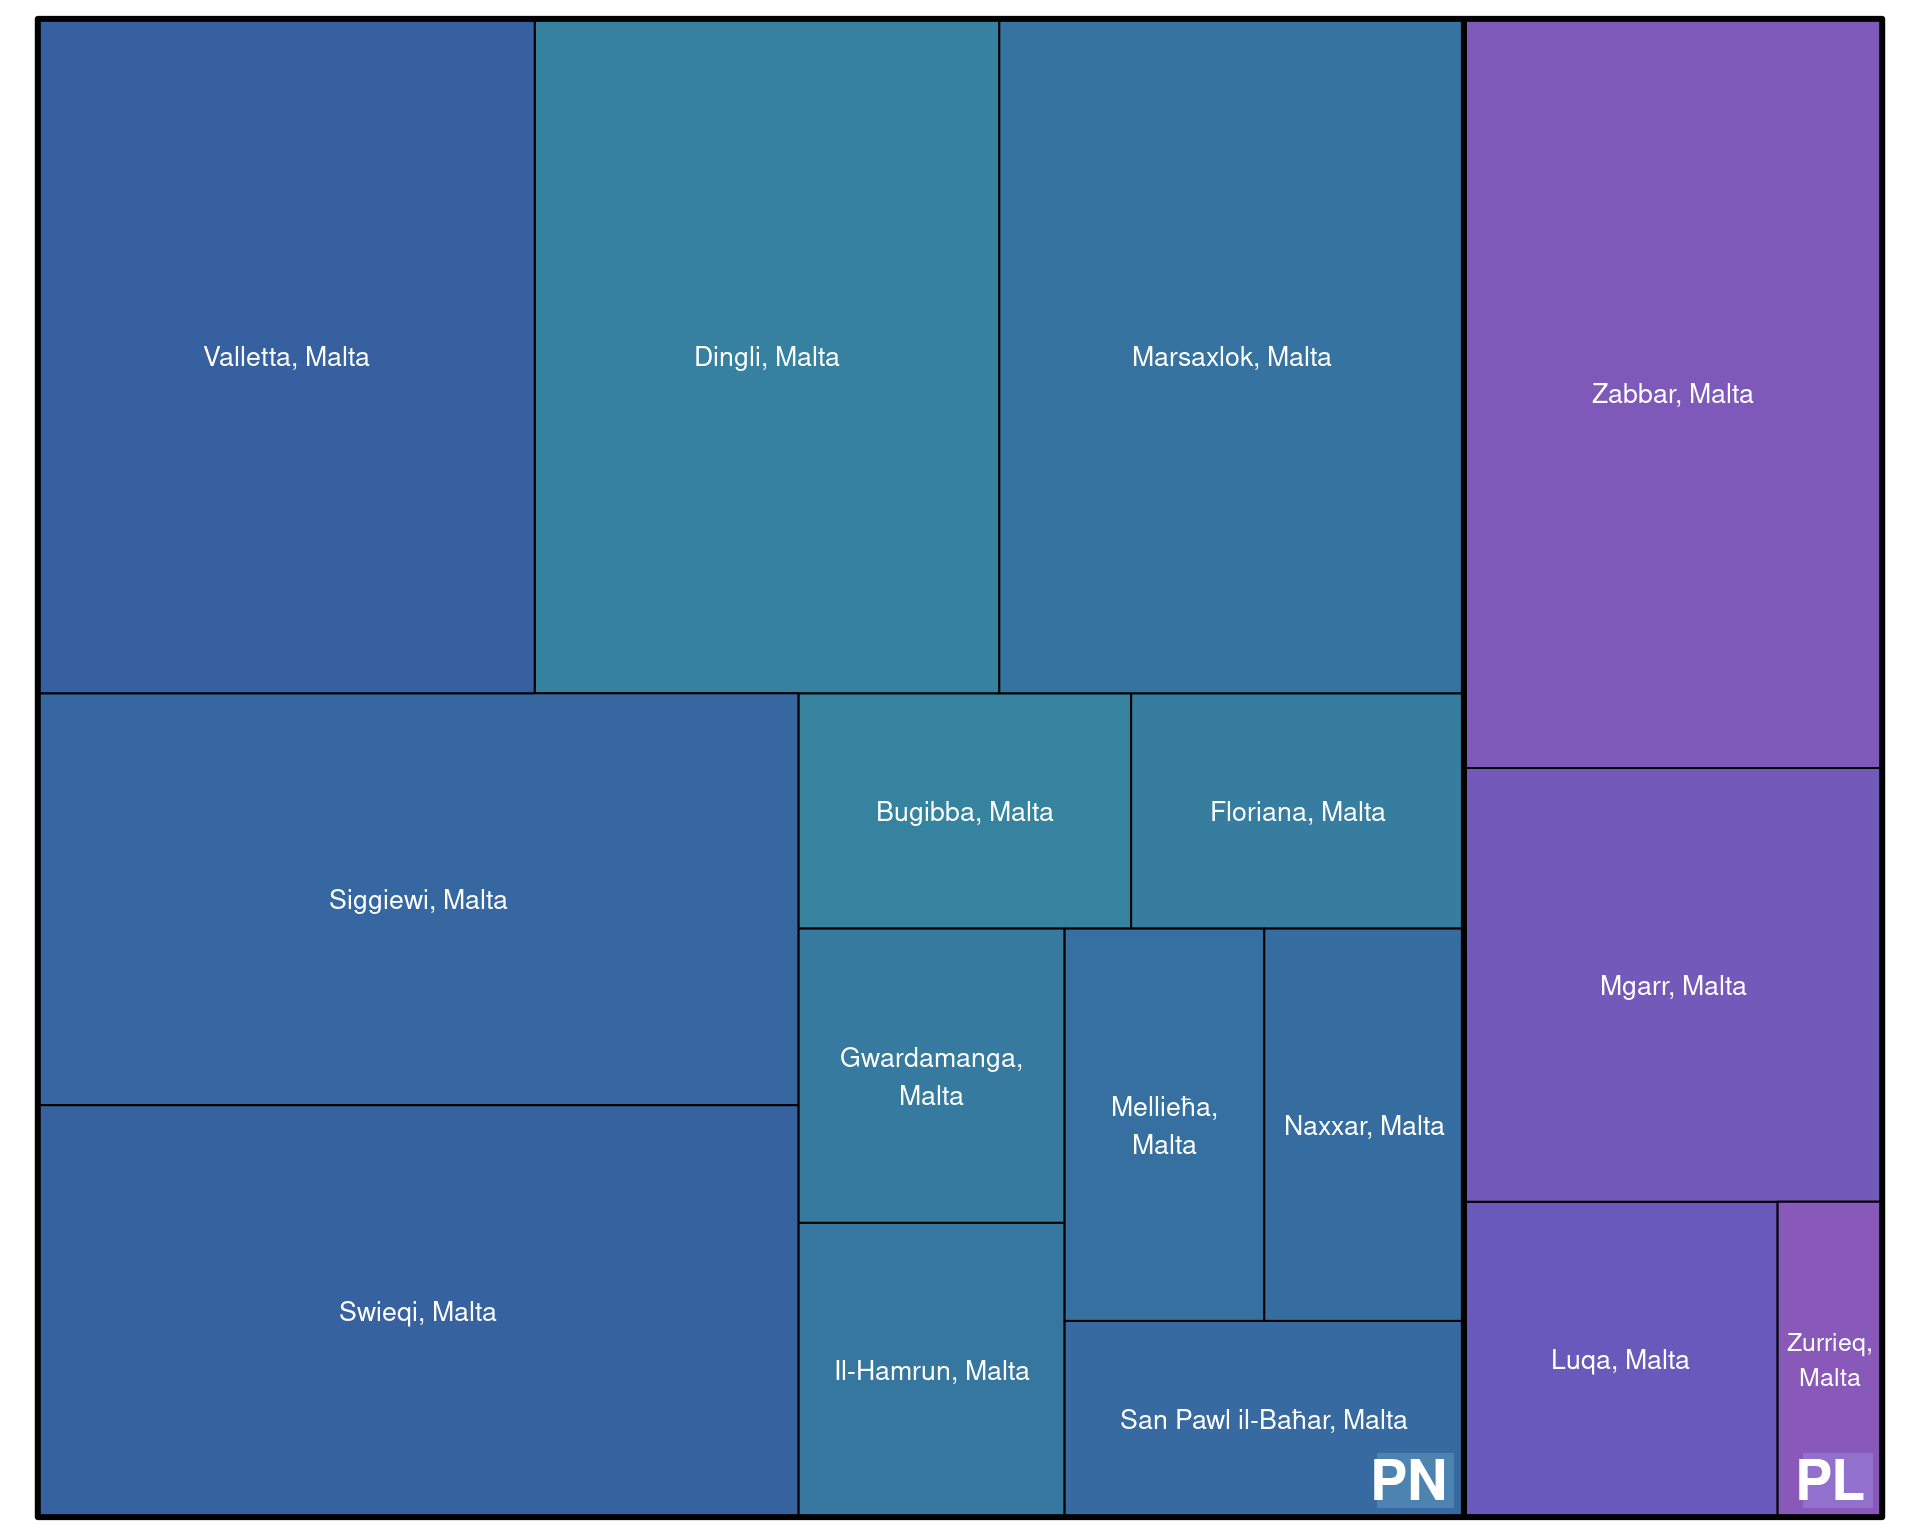 Valletta, Malta
Dingli, Malta
Marsaxlok, Malta
Zabbar, Malta
Bugibba, Malta
Floriana, Malta
Siggiewi, Malta
Mgarr, Malta
Gwardamanga,
Malta
Mellieħa,
Malta
Naxxar, Malta
Swieqi, Malta
Il-Hamrun, Malta
Luqa, Malta
Zurrieq,
Malta
San Pawl il-Baħar, Malta
PN
PL